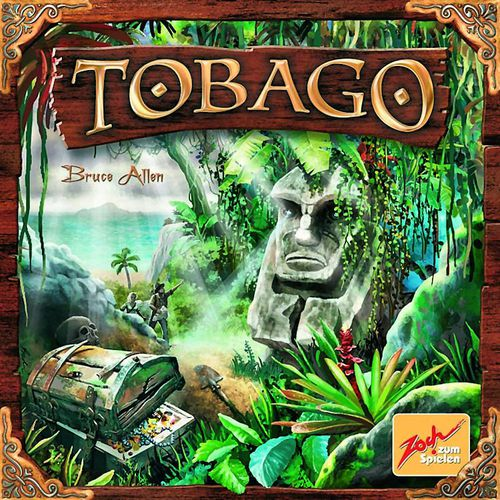 TOBAGO
Bruce Allen
Zoch
zum
Spielen